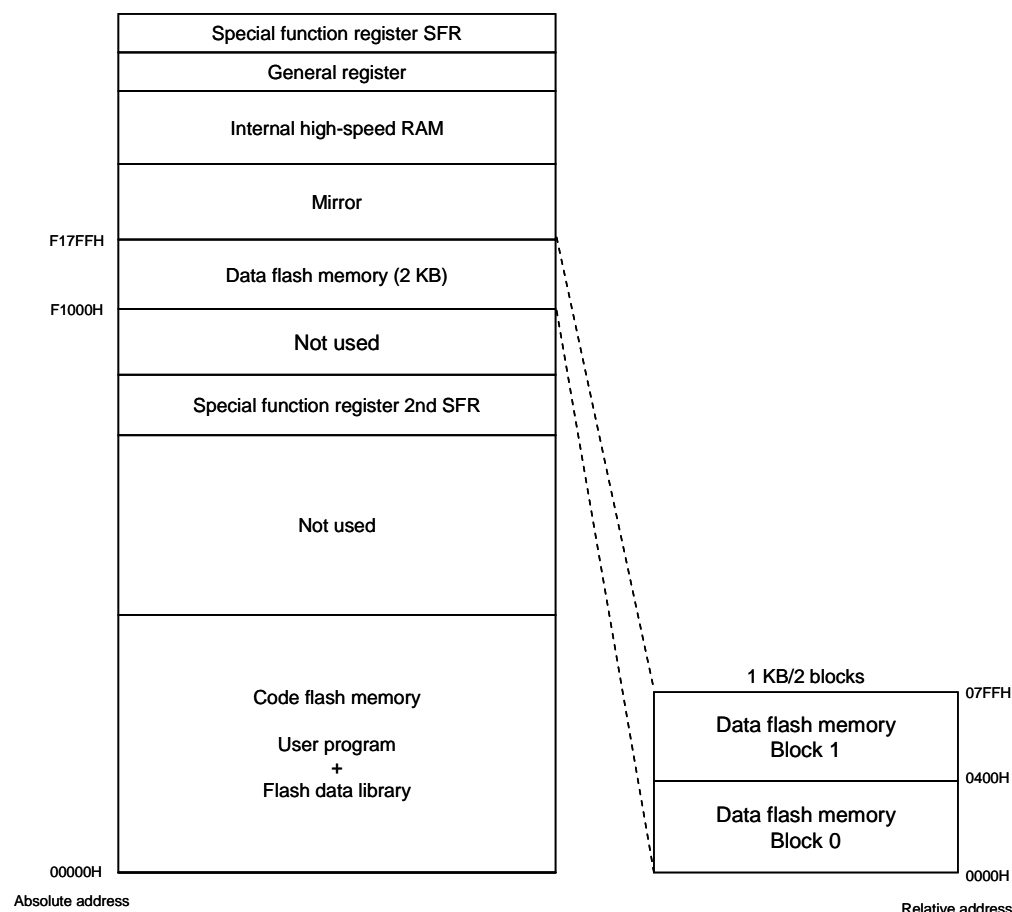 Special function register SFR
General register
Internal high-speed RAM
Mirror
F17FFH
Data flash memory (2 KB)
F1000H
Not used
Special function register 2nd SFR
Not used
Code flash memory
User program
+
Flash data library
00000H
Absolute address
1 KB/2 blocks
07FFH
Data flash memory
Block 1
0400H
Data flash memory
Block 0
0000H
Relative address